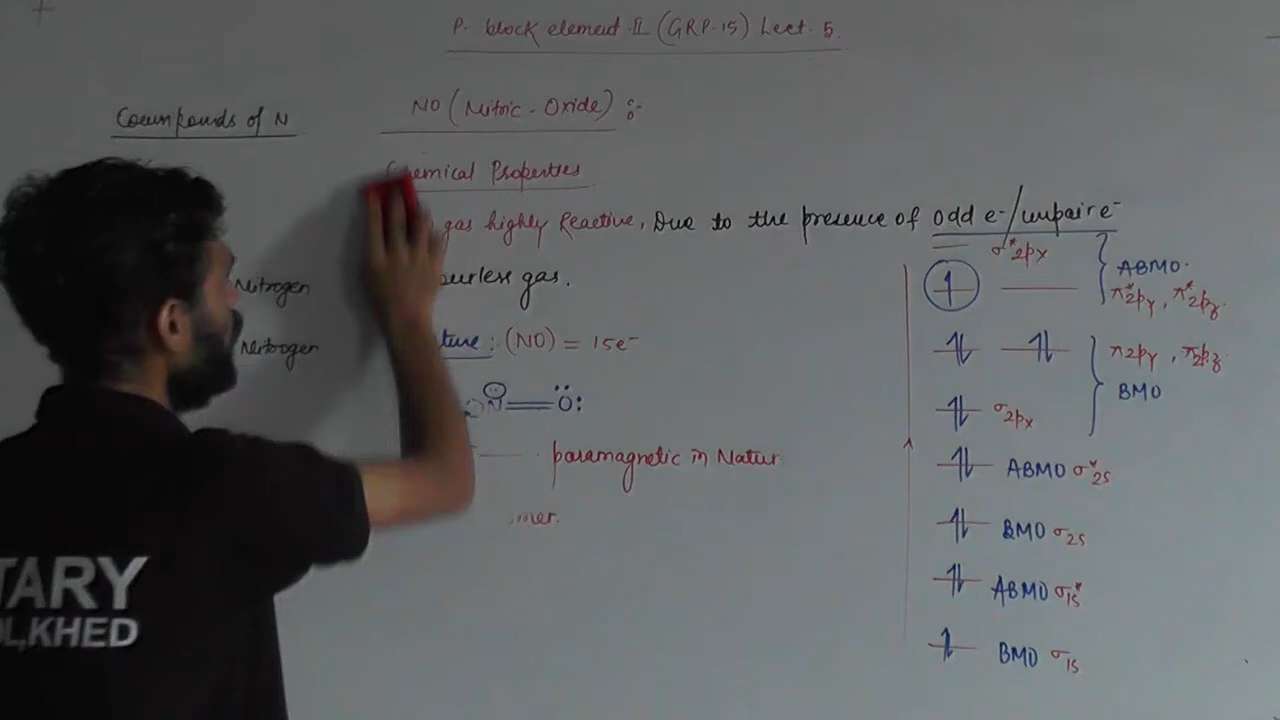 P. block element II (GRP.15) Lect. 5.
Compounds of N
NO (Nitric - Oxide) :-
Chemical Properties
gas highly Reactive, Due to the presence of odd e-/unpair e-
σ*2px
ABMO.
π*2py, π*2pz
ourless gas.
Nitrogen
ture: (NO) = 15e-
Nitrogen
π2py, π2pz
BMO
N = O:
σ2px
paramagnetic in Natur
ABMO σ*2s
mer.
BMO σ2s
ABMO σ1s*
BMO σ1s
TARY
L,KHED